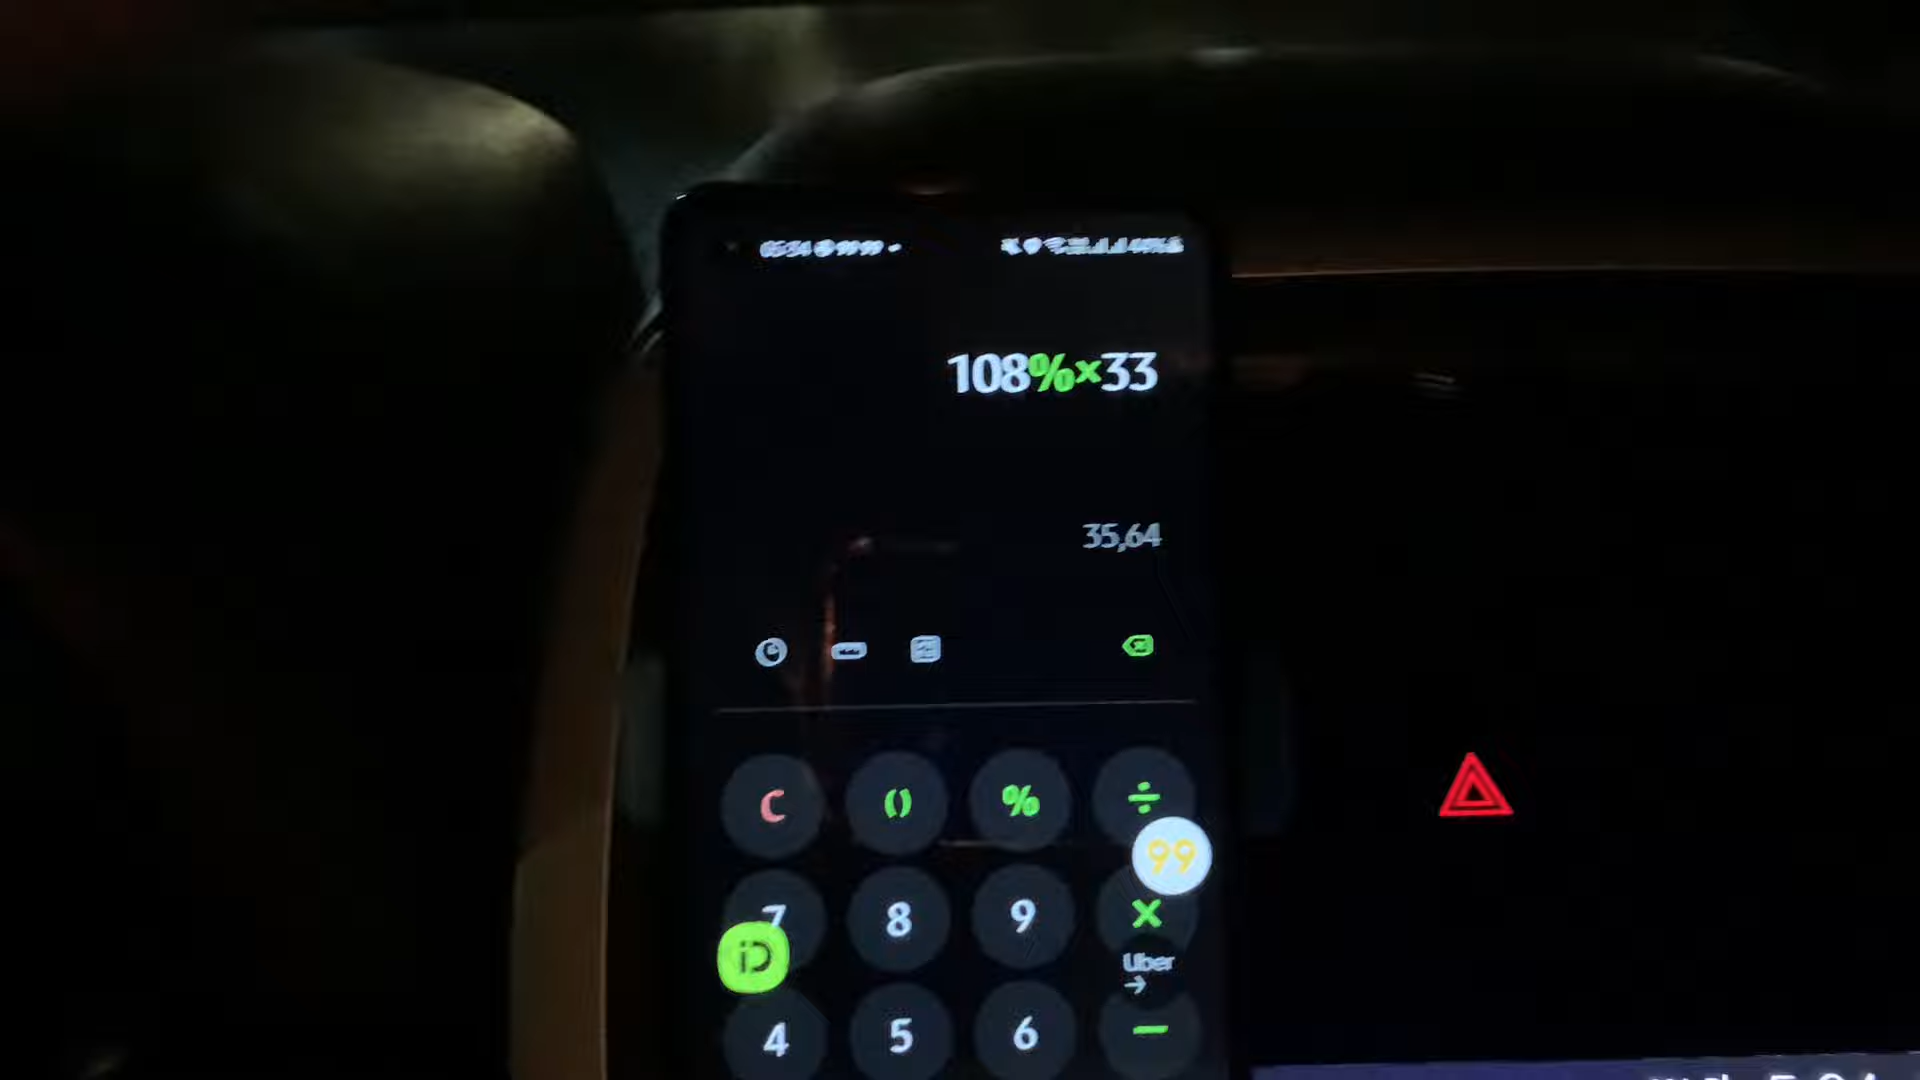 108%×33
35,64
C () % ÷
99
7 8 9 ×
iD
Uber
→
4 5 6 −